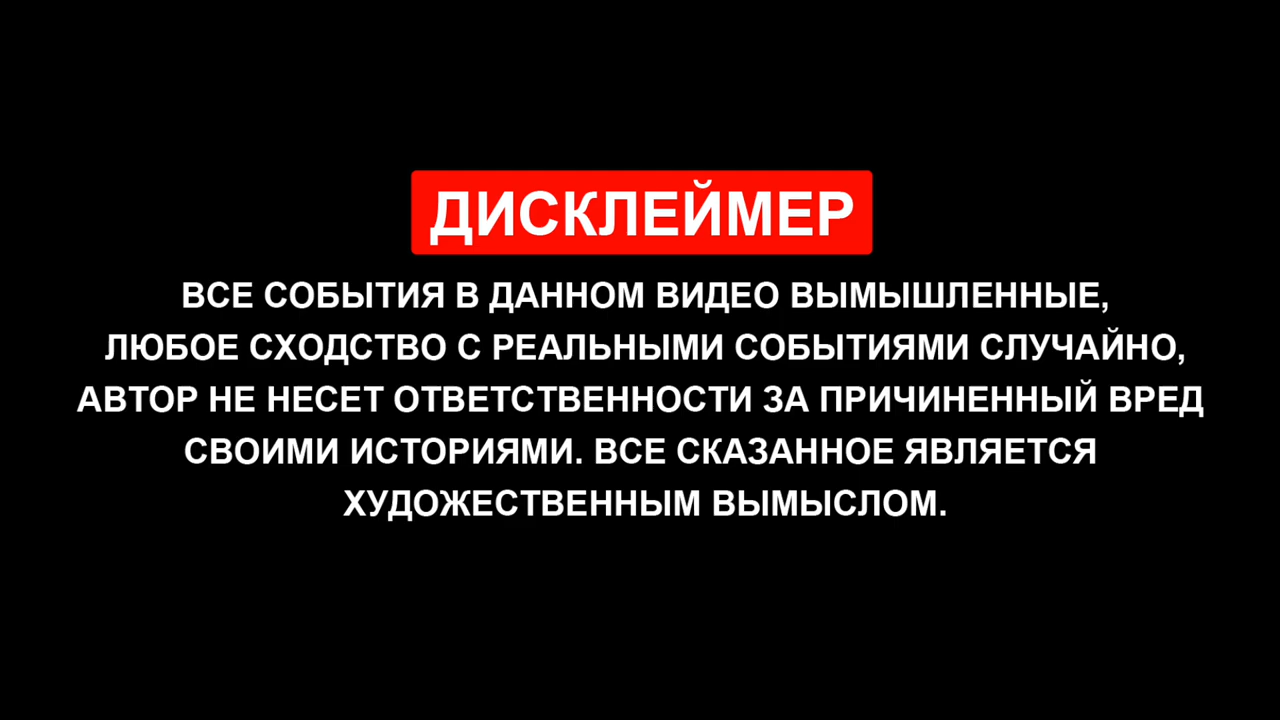 ДИСКЛЕЙМЕР
ВСЕ СОБЫТИЯ В ДАННОМ ВИДЕО ВЫМЫШЛЕННЫЕ,
ЛЮБОЕ СХОДСТВО С РЕАЛЬНЫМИ СОБЫТИЯМИ СЛУЧАЙНО,
АВТОР НЕ НЕСЕТ ОТВЕТСТВЕННОСТИ ЗА ПРИЧИНЕННЫЙ ВРЕД
СВОИМИ ИСТОРИЯМИ. ВСЕ СКАЗАННОЕ ЯВЛЯЕТСЯ
ХУДОЖЕСТВЕННЫМ ВЫМЫСЛОМ.